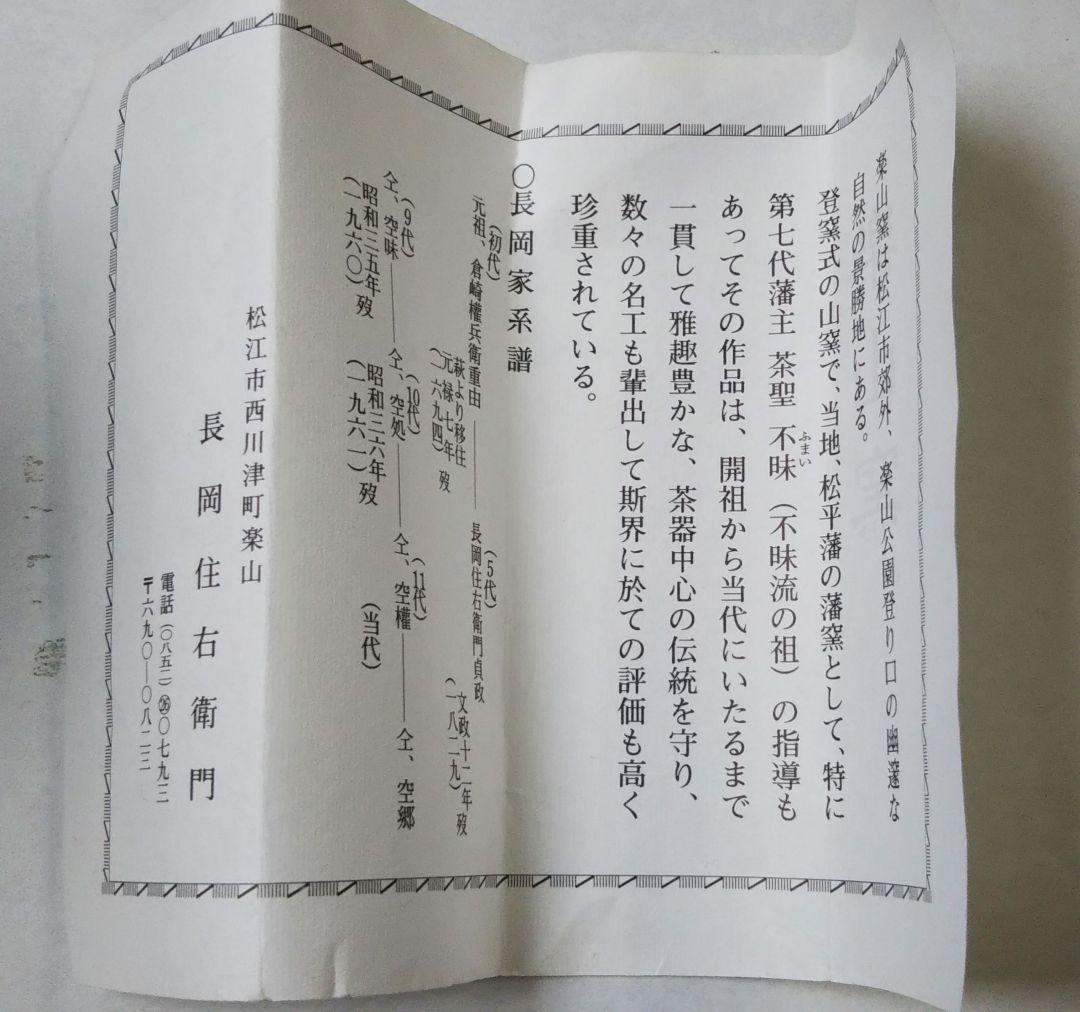 楽山窯は松江市郊外、楽山公園登り口の幽邃な
自然の景勝地にある。
登窯式の山窯で、当地、松平藩の藩窯として、特に
第七代藩主 茶聖 不昧（不昧流の祖）の指導も
ふまい
あってその作品は、開祖から当代にいたるまで
一貫して雅趣豊かな、茶器中心の伝統を守り、
数々の名工も輩出して斯界に於ての評価も高く
珍重されている。
○長岡家系譜
（初代）
元祖、倉崎權兵衛重由
萩より移住
元禄七年歿
（一六九四）
（5代）
長岡住右衛門貞政
文政十二年歿
（一八二九）
（9代）
仝、空味
昭和三五年歿
（一九六〇）
（10代）
仝、空処
昭和三六年歿
（一九六一）
（11代）
仝、空權
（当代）
仝、空郷
松江市西川津町楽山
長岡住右衛門
電話（〇八五二）㉖〇七九三
〒六九〇―〇八二三